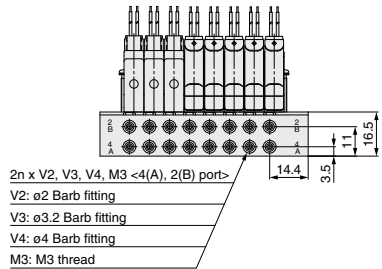 2
B
2
B
4
A
4
A
14.4
3.5
11
16.5
2n x V2, V3, V4, M3 <4(A), 2(B) port>
V2: ø2 Barb fitting
V3: ø3.2 Barb fitting
V4: ø4 Barb fitting
M3: M3 thread